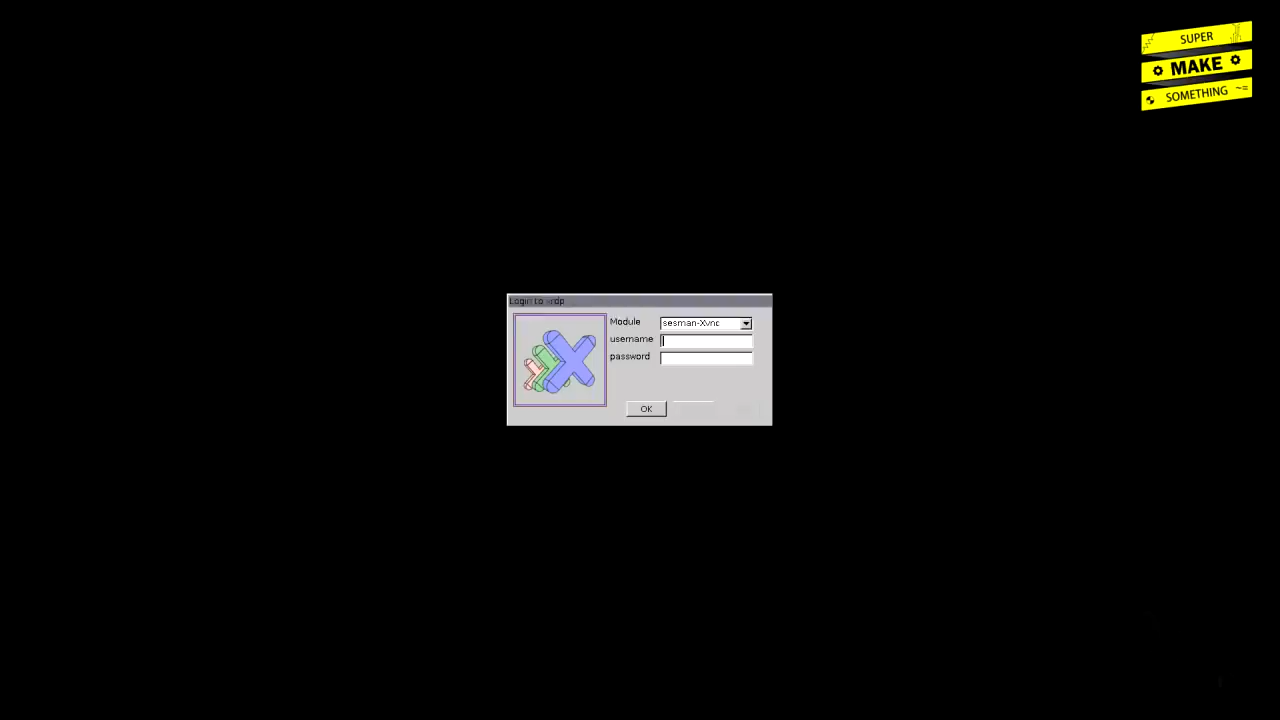 SUPER
MAKE
SOMETHING ~=
Login to xrdp
Module
sesman-Xvnc
username
password
OK